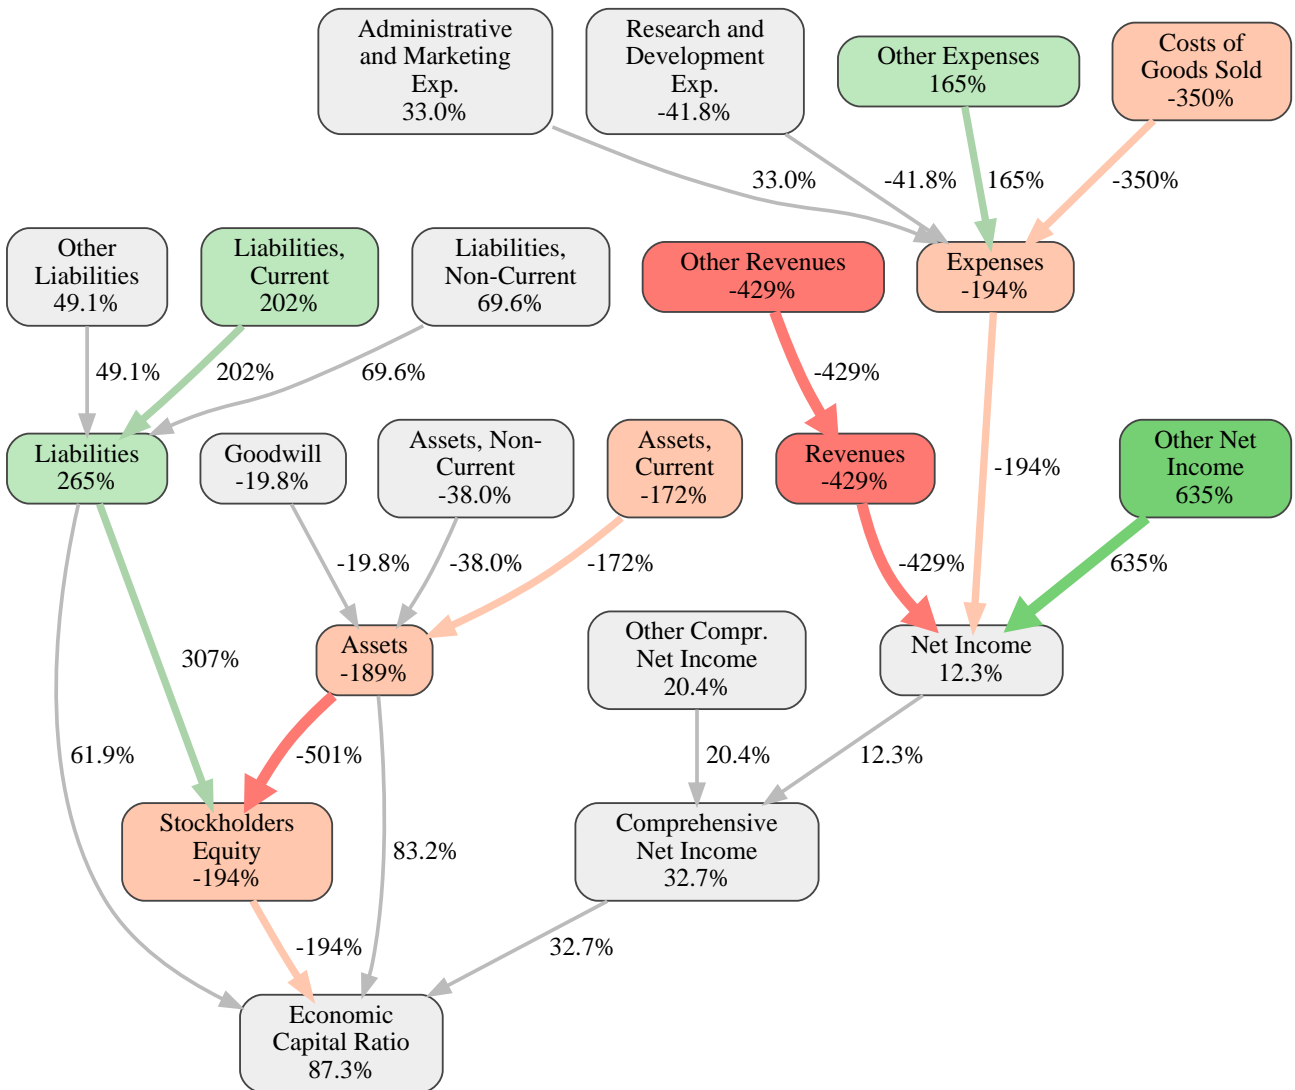 Administrative
and Marketing
Exp.
33.0%
Research and
Development
Exp.
-41.8%
Other Expenses
165%
Costs of
Goods Sold
-350%
33.0%
-41.8%
165%
-350%
Other
Liabilities
49.1%
Liabilities,
Current
202%
Liabilities,
Non-Current
69.6%
Other Revenues
-429%
Expenses
-194%
49.1%
202%
69.6%
-429%
Liabilities
265%
Goodwill
-19.8%
Assets, Non-
Current
-38.0%
Assets,
Current
-172%
Revenues
-429%
-194%
Other Net
Income
635%
-19.8%
-38.0%
-172%
-429%
635%
307%
Assets
-189%
Other Compr.
Net Income
20.4%
Net Income
12.3%
61.9%
-501%
20.4%
12.3%
Stockholders
Equity
-194%
83.2%
Comprehensive
Net Income
32.7%
-194%
32.7%
Economic
Capital Ratio
87.3%